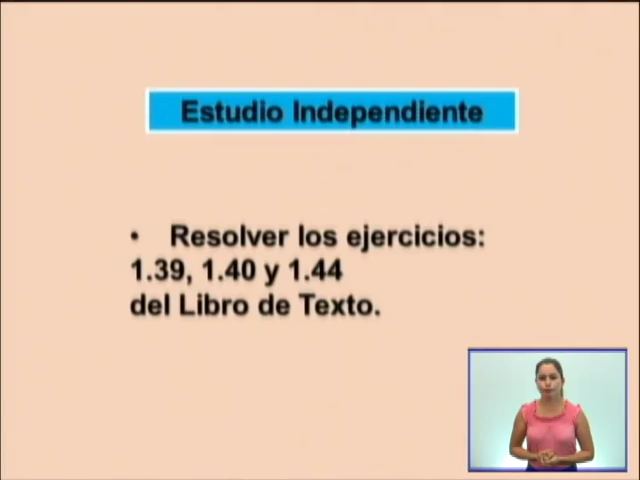 Estudio Independiente
• Resolver los ejercicios:
1.39, 1.40 y 1.44
del Libro de Texto.